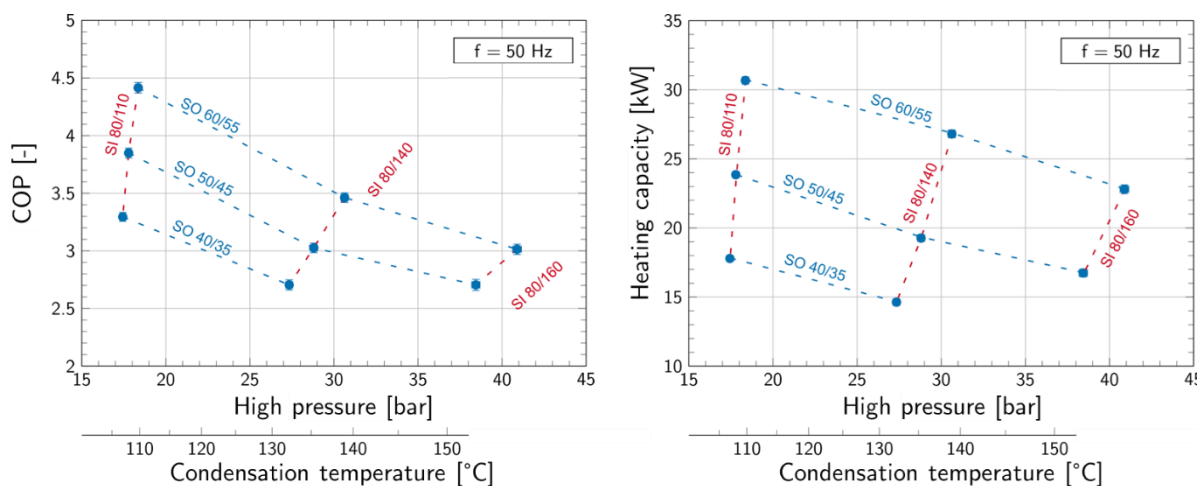 5
4.5
4
3.5
3
2.5
2
COP [-]
f = 50 Hz
SI 80/110
SO 60/55
SO 50/45
SO 40/35
SI 80/140
SI 80/160
15 20 25 30 35 40 45
High pressure [bar]
110 120 130 140 150
Condensation temperature [°C]
35
30
25
20
15
10
Heating capacity [kW]
f = 50 Hz
SI 80/110
SO 60/55
SO 50/45
SO 40/35
SI 80/140
SI 80/160
15 20 25 30 35 40 45
High pressure [bar]
110 120 130 140 150
Condensation temperature [°C]